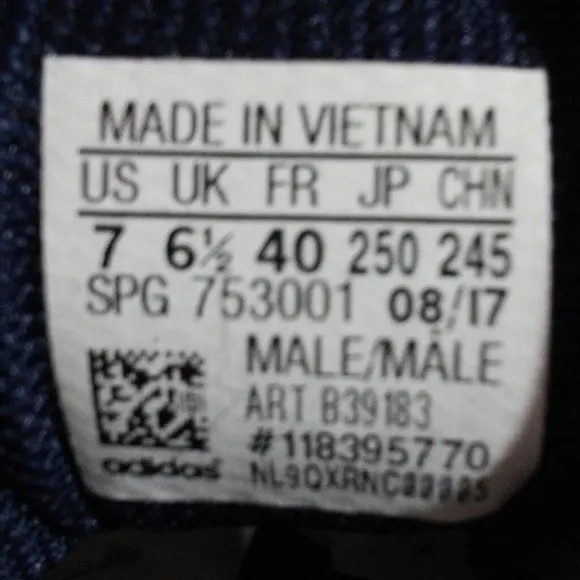 MADE IN VIETNAM
US UK FR JP CHN
7 6½ 40 250 245
SPG 753001 08/17
MALE/MÂLE
ART B39183
#118395770
adidas